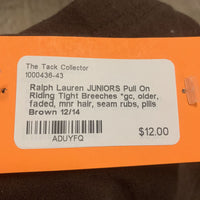 The Tack Collector
1000436-43
Ralph Lauren JUNIORS Pull On
Riding Tight Breeches *gc, older,
faded, mnr hair, seam rubs, pills
Brown 12/14
ADUYFQ
$12.00